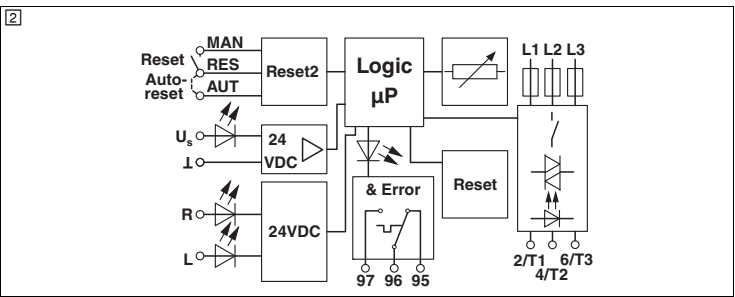 2
MAN
Reset
RES
Auto-
reset
AUT
Reset2
Logic
µP
L1 L2 L3
Us
24
VDC
⊥
R
L
24VDC
& Error
Reset
97 96 95
2/T1 6/T3
4/T2